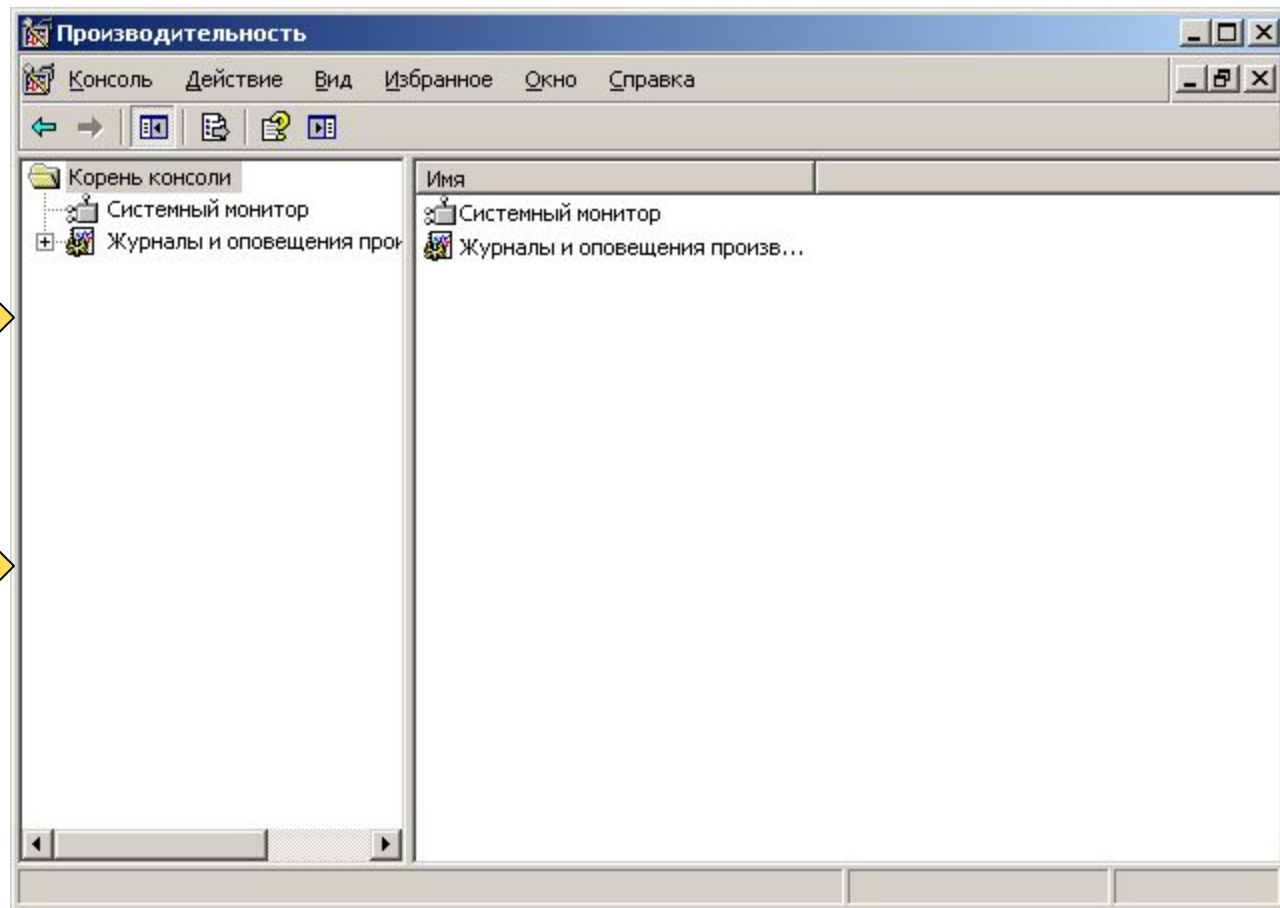 Производительность
Консоль Действие Вид Избранное Окно Справка
Корень консоли
Системный монитор
Журналы и оповещения прои
Имя
Системный монитор
Журналы и оповещения произв...